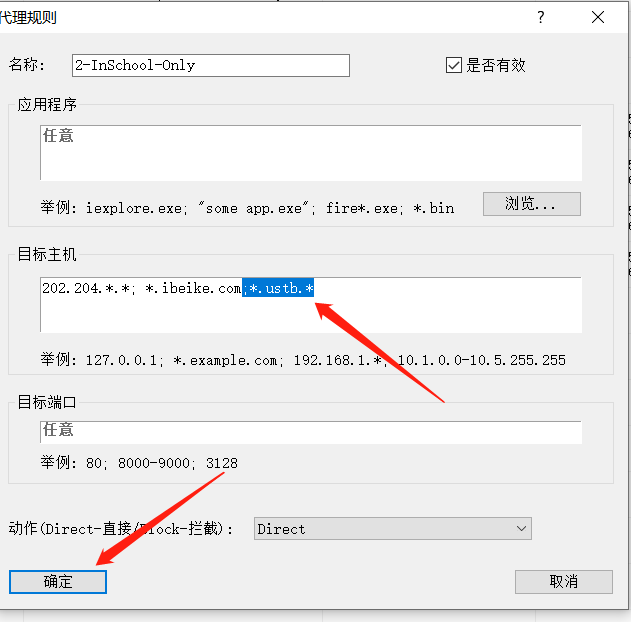 代理规则
名称: 2-InSchool-Only 是否有效
应用程序
任意
举例: iexplore.exe; "some app.exe"; fire*.exe; *.bin 浏览...
目标主机
202.204.*.*; *.ibeike.com;*.ustb.*
举例: 127.0.0.1; *.example.com; 192.168.1.*; 10.1.0.0-10.5.255.255
目标端口
任意
举例: 80; 8000-9000; 3128
动作(Direct-直接/Block-拦截): Direct
确定 取消